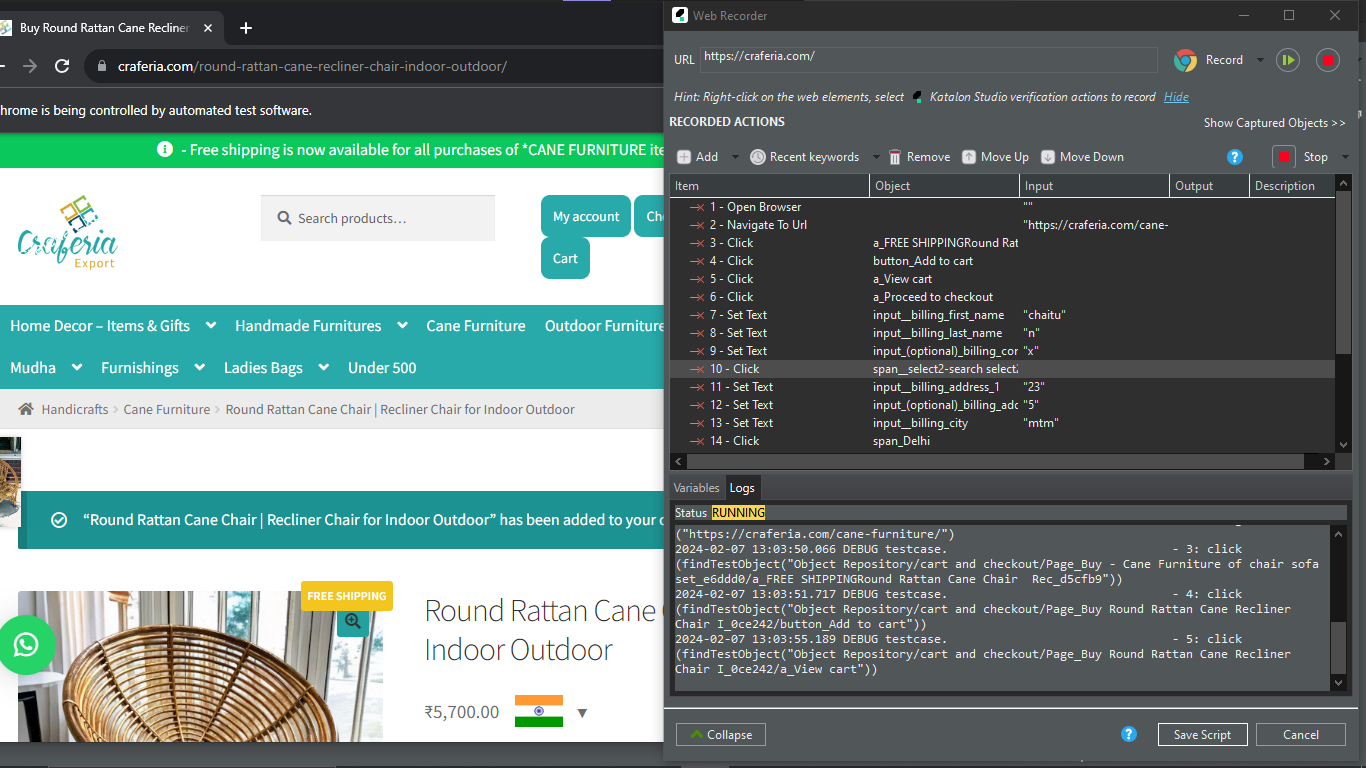 Buy Round Rattan Cane Recliner
craferia.com/round-rattan-cane-recliner-chair-indoor-outdoor/
hrome is being controlled by automated test software.
- Free shipping is now available for all purchases of *CANE FURNITURE ite
Craferia
Export
Search products…
My account
Che
Cart
Home Decor – Items & Gifts
Handmade Furnitures
Cane Furniture
Outdoor Furniture
Mudha
Furnishings
Ladies Bags
Under 500
Handicrafts
Cane Furniture
Round Rattan Cane Chair | Recliner Chair for Indoor Outdoor
“Round Rattan Cane Chair | Recliner Chair for Indoor Outdoor” has been added to your c
FREE SHIPPING
Round Rattan Cane C
Indoor Outdoor
₹5,700.00
Web Recorder
URL
https://craferia.com/
Record
Hint: Right-click on the web elements, select Katalon Studio verification actions to record Hide
RECORDED ACTIONS
Show Captured Objects >>
Add
Recent keywords
Remove
Move Up
Move Down
Stop
Item Object Input Output Description
1 - Open Browser ""
2 - Navigate To Url "https://craferia.com/cane-
3 - Click a_FREE SHIPPINGRound Rat
4 - Click button_Add to cart
5 - Click a_View cart
6 - Click a_Proceed to checkout
7 - Set Text input__billing_first_name "chaitu"
8 - Set Text input__billing_last_name "n"
9 - Set Text input_(optional)_billing_cor "x"
10 - Click span__select2-search select2
11 - Set Text input__billing_address_1 "23"
12 - Set Text input_(optional)_billing_adc "5"
13 - Set Text input__billing_city "mtm"
14 - Click span_Delhi
Variables
Logs
Status RUNNING
("https://craferia.com/cane-furniture/")
2024-02-07 13:03:50.066 DEBUG testcase. - 3: click
(findTestObject("Object Repository/cart and checkout/Page_Buy - Cane Furniture of chair sofa
set_e6ddd0/a_FREE SHIPPINGRound Rattan Cane Chair Rec_d5cfb9"))
2024-02-07 13:03:51.717 DEBUG testcase. - 4: click
(findTestObject("Object Repository/cart and checkout/Page_Buy Round Rattan Cane Recliner
Chair I_0ce242/button_Add to cart"))
2024-02-07 13:03:55.189 DEBUG testcase. - 5: click
(findTestObject("Object Repository/cart and checkout/Page_Buy Round Rattan Cane Recliner
Chair I_0ce242/a_View cart"))
Collapse
Save Script
Cancel